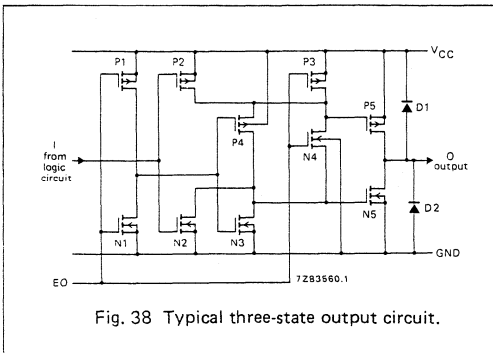 P1 P2 P3 V_CC
P5 D1
P4
N4
I
from
logic
circuit
O
output
N5 D2
N1 N2 N3
GND
EO
7Z83560.1
Fig. 38 Typical three-state output circuit.